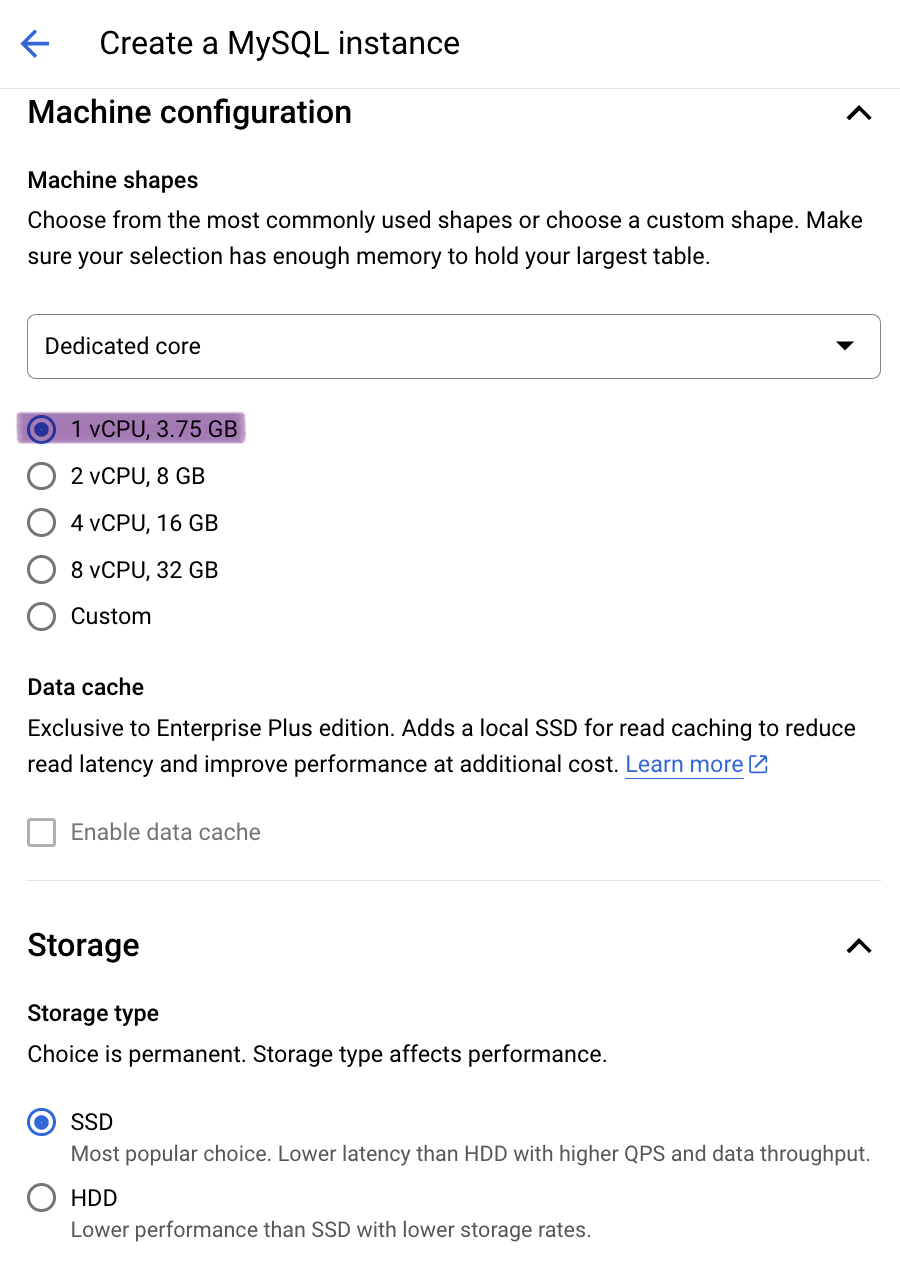 Create a MySQL instance
Machine configuration
Machine shapes
Choose from the most commonly used shapes or choose a custom shape. Make
sure your selection has enough memory to hold your largest table.
Dedicated core
1 vCPU, 3.75 GB
2 vCPU, 8 GB
4 vCPU, 16 GB
8 vCPU, 32 GB
Custom
Data cache
Exclusive to Enterprise Plus edition. Adds a local SSD for read caching to reduce
read latency and improve performance at additional cost. Learn more
Enable data cache
Storage
Storage type
Choice is permanent. Storage type affects performance.
SSD
Most popular choice. Lower latency than HDD with higher QPS and data throughput.
HDD
Lower performance than SSD with lower storage rates.